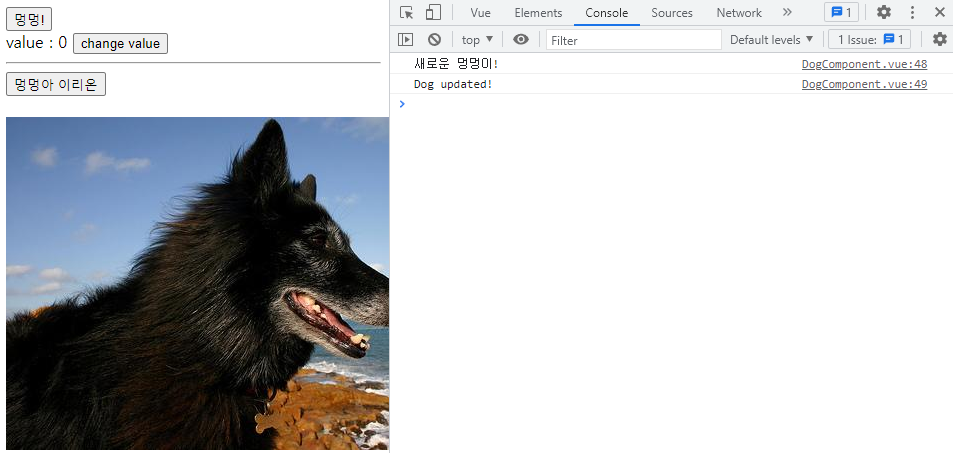 멍멍!
value : 0 change value
멍멍아 이리온
Vue Elements Console Sources Network » 1
top ▼ Filter Default levels ▼ 1 Issue: 1
새로운 멍멍이! DogComponent.vue:48
Dog updated! DogComponent.vue:49
>